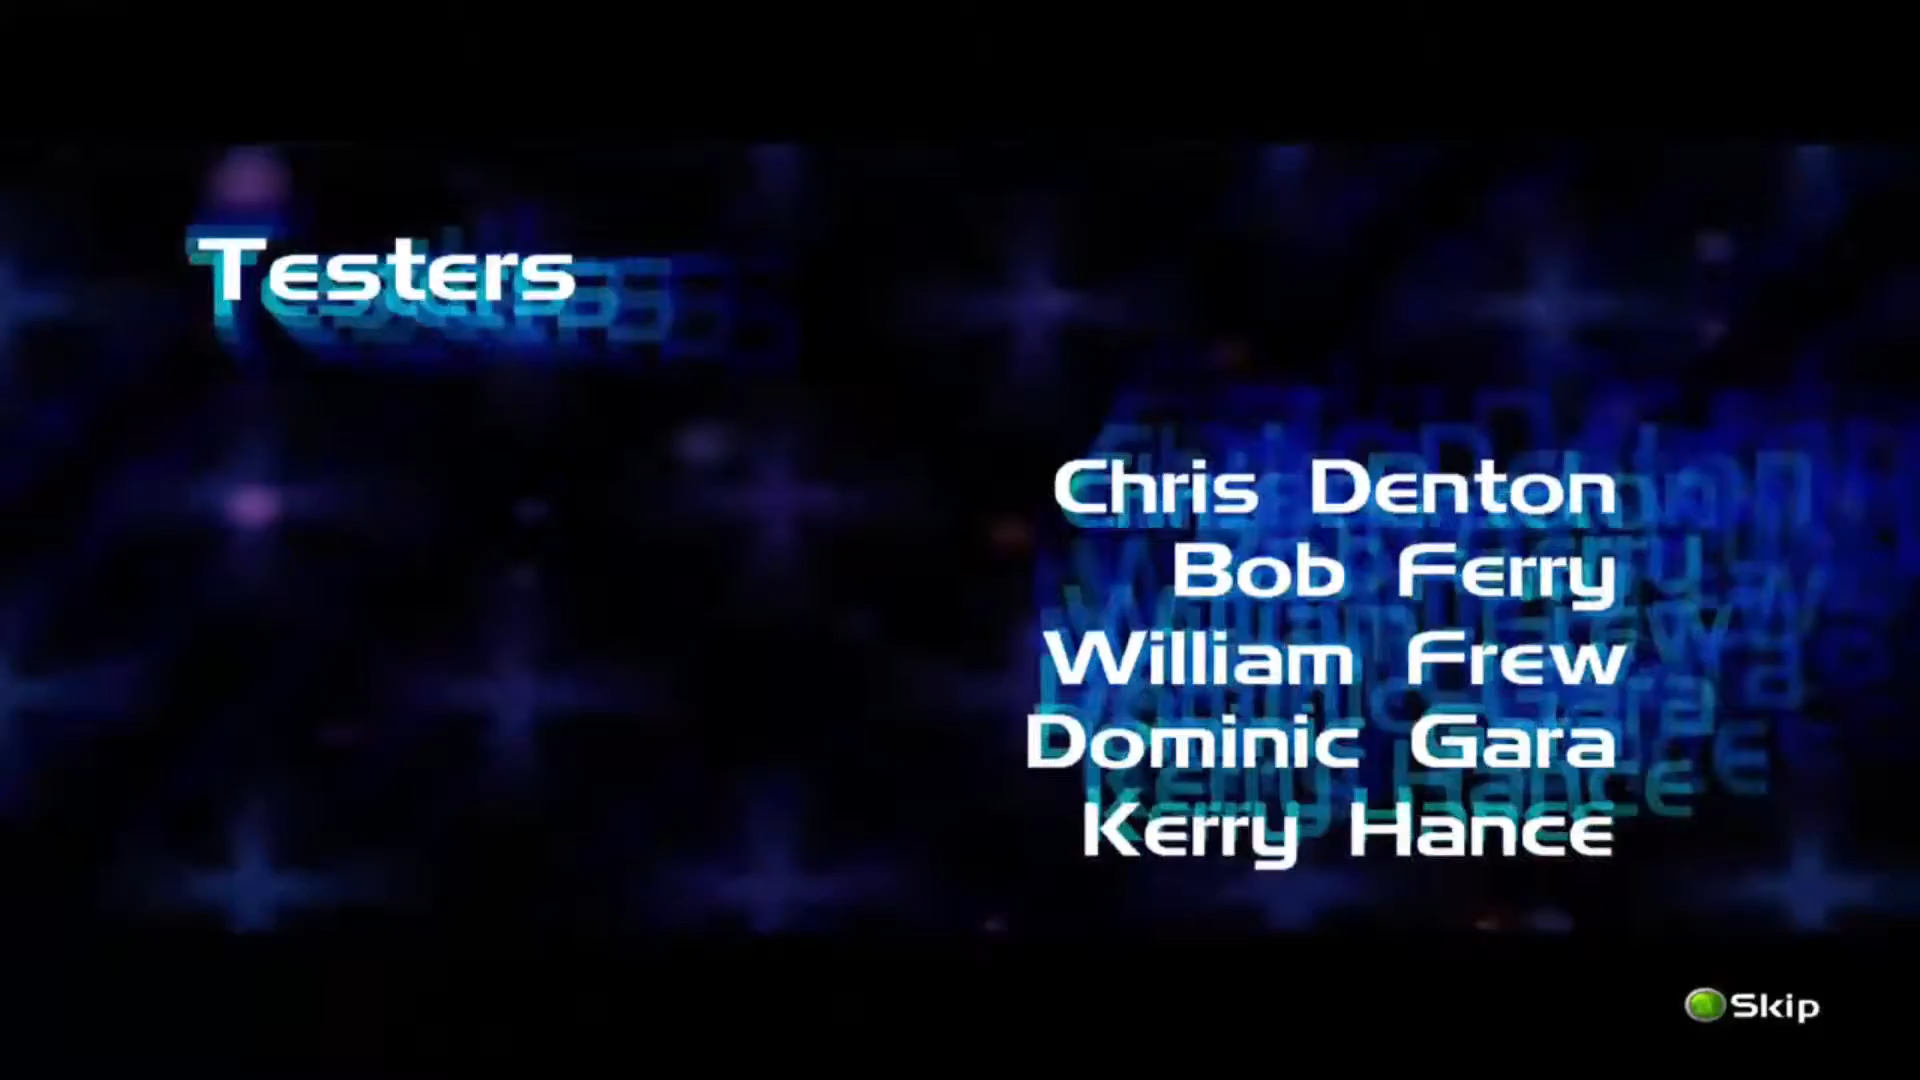 Testers
Chris Denton
Bob Ferry
William Frew
Dominic Gara
Kerry Hance
Skip